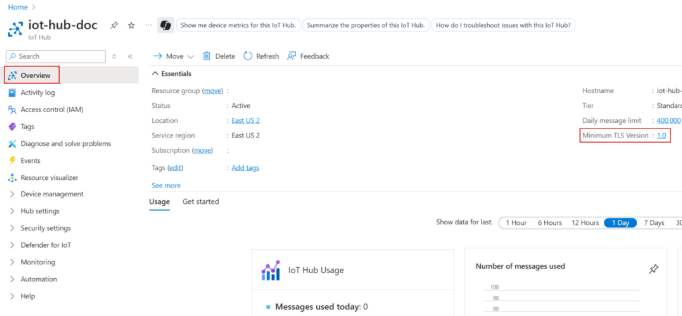 Home >
iot-hub-doc
IoT Hub
Show me device metrics for this IoT Hub.
Summarize the properties of this IoT Hub.
How do I troubleshoot issues with this IoT Hub?
Search
Overview
Activity log
Access control (IAM)
Tags
Diagnose and solve problems
Events
Resource visualizer
Device management
Hub settings
Security settings
Defender for IoT
Monitoring
Automation
Help
Move
Delete
Refresh
Feedback
Essentials
Resource group (move) :
Status : Active
Location : East US 2
Service region : East US 2
Subscription (move) :
Tags (edit) : Add tags
See more
Hostname : iot-hub-
Tier : Standar
Daily message limit : 400,000
Minimum TLS Version : 1.0
Usage
Get started
Show data for last:
1 Hour
6 Hours
12 Hours
1 Day
7 Days
30
IoT Hub Usage
Messages used today: 0
Number of messages used
100
90
80